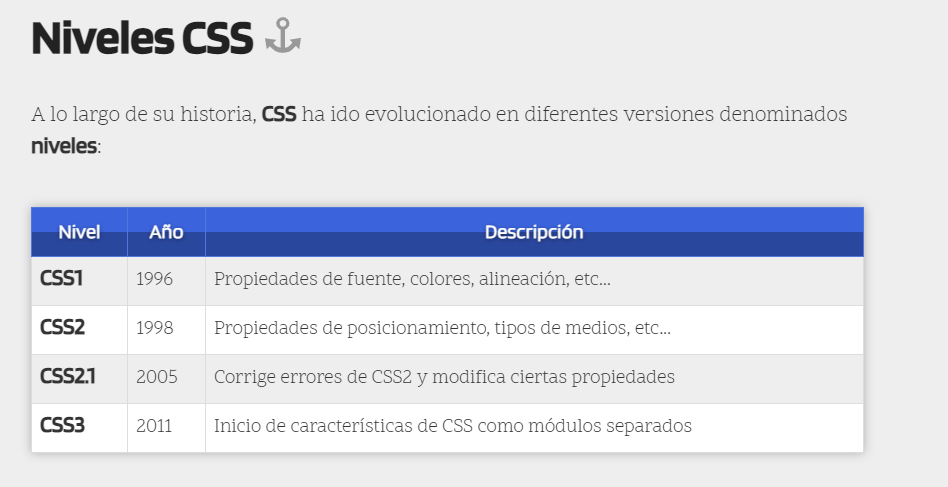 Niveles CSS
A lo largo de su historia, CSS ha ido evolucionado en diferentes versiones denominados
niveles:
Nivel Año Descripción
CSS1 1996 Propiedades de fuente, colores, alineación, etc...
CSS2 1998 Propiedades de posicionamiento, tipos de medios, etc...
CSS2.1 2005 Corrige errores de CSS2 y modifica ciertas propiedades
CSS3 2011 Inicio de características de CSS como módulos separados